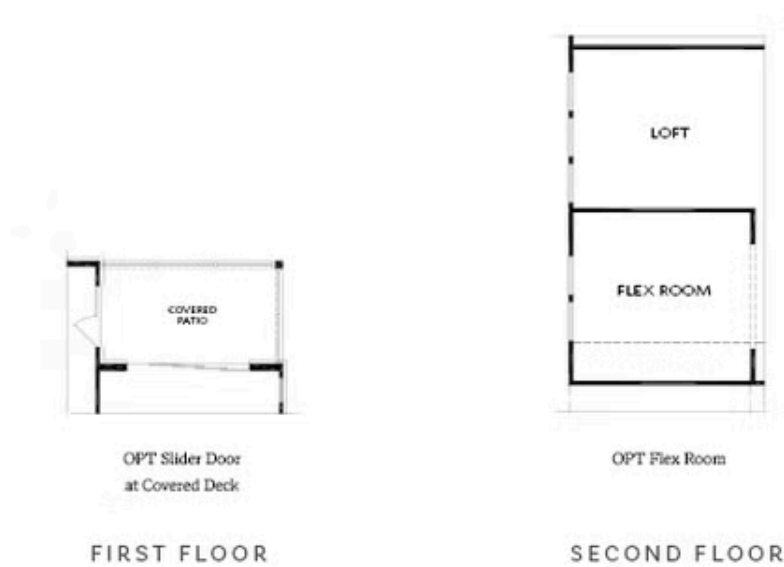 LOFT
FLEX ROOM
COVERED
PATIO
OPT Slider Door
at Covered Deck
OPT Flex Room
FIRST FLOOR
SECOND FLOOR